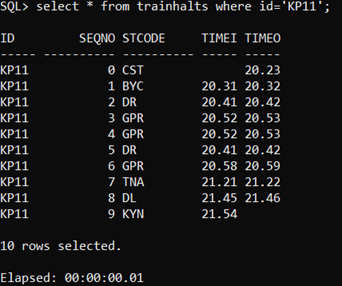 SQL> select * from trainhalts where id='KP11';
ID SEQNO STCODE TIMEI TIMEO
----- ---------- ---------- ----- -----
KP11 0 CST 20.23
KP11 1 BYC 20.31 20.32
KP11 2 DR 20.41 20.42
KP11 3 GPR 20.52 20.53
KP11 4 GPR 20.52 20.53
KP11 5 DR 20.41 20.42
KP11 6 GPR 20.58 20.59
KP11 7 TNA 21.21 21.22
KP11 8 DL 21.45 21.46
KP11 9 KYN 21.54
10 rows selected.
Elapsed: 00:00:00.01